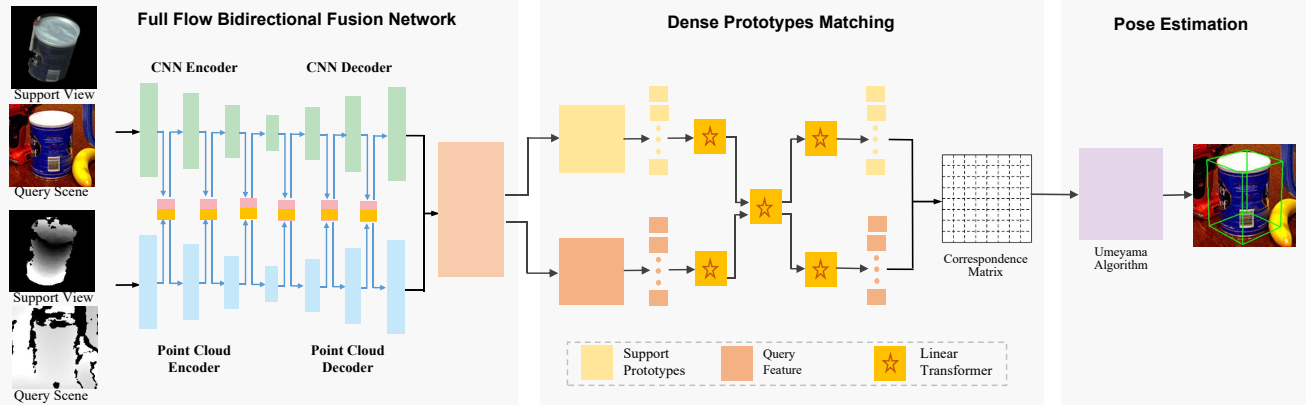 Full Flow Bidirectional Fusion Network
Dense Prototypes Matching
Pose Estimation
Support View
Query Scene
Support View
Query Scene
CNN Encoder
CNN Decoder
Point Cloud
Encoder
Point Cloud
Decoder
Correspondence
Matrix
Umeyama
Algorithm
Support
Prototypes
Query
Feature
Linear
Transformer